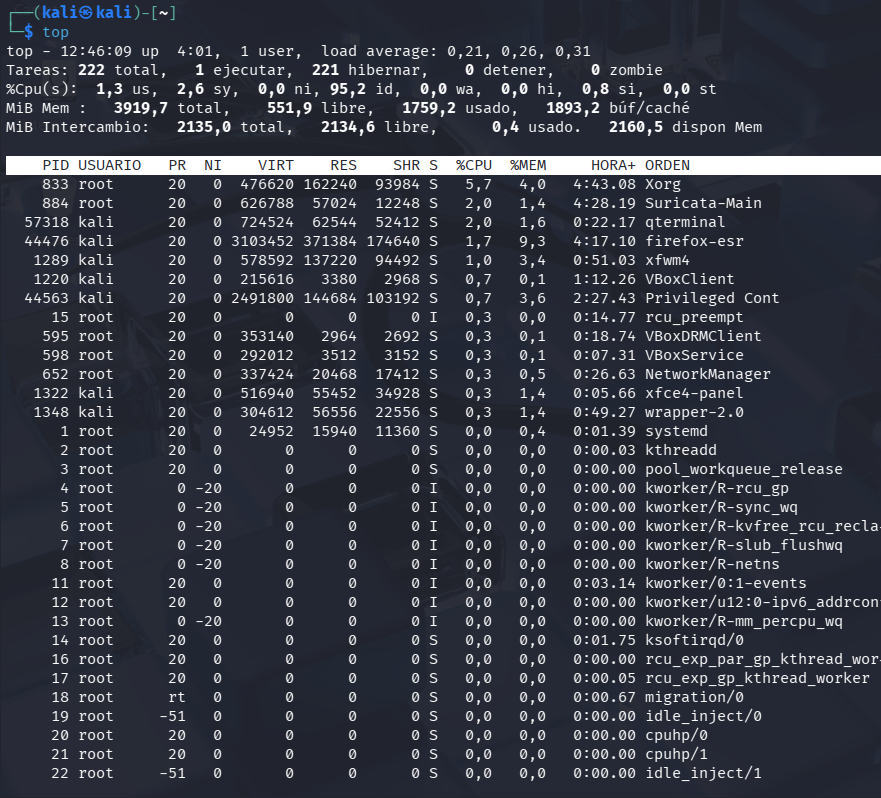 ┌──(kali㉿kali)-[~]
└─$ top
top - 12:46:09 up  4:01,  1 user,  load average: 0,21, 0,26, 0,31
Tareas: 222 total,   1 ejecutar,  221 hibernar,    0 detener,    0 zombie
%Cpu(s):  1,3 us,  2,6 sy,  0,0 ni, 95,2 id,  0,0 wa,  0,0 hi,  0,8 si,  0,0 st
MiB Mem :   3919,7 total,    551,9 libre,   1759,2 usado,   1893,2 búf/caché
MiB Intercambio:   2135,0 total,   2134,6 libre,      0,4 usado.   2160,5 dispon Mem
PID USUARIO   PR  NI    VIRT    RES    SHR S  %CPU  %MEM     HORA+ ORDEN
833 root      20   0  476620 162240  93984 S   5,7   4,0   4:43.08 Xorg
884 root      20   0  626788  57024  12248 S   2,0   1,4   4:28.19 Suricata-Main
57318 kali      20   0  724524  62544  52412 S   2,0   1,6   0:22.17 qterminal
44476 kali      20   0 3103452 371384 174640 S   1,7   9,3   4:17.10 firefox-esr
1289 kali      20   0  578592 137220  94492 S   1,0   3,4   0:51.03 xfwm4
1220 kali      20   0  215616   3380   2968 S   0,7   0,1   1:12.26 VBoxClient
44563 kali      20   0 2491800 144684 103192 S   0,7   3,6   2:27.43 Privileged Cont
15 root      20   0       0      0      0 I   0,3   0,0   0:14.77 rcu_preempt
595 root      20   0  353140   2964   2692 S   0,3   0,1   0:18.74 VBoxDRMClient
598 root      20   0  292012   3512   3152 S   0,3   0,1   0:07.31 VBoxService
652 root      20   0  337424  20468  17412 S   0,3   0,5   0:26.63 NetworkManager
1322 kali      20   0  516940  55452  34928 S   0,3   1,4   0:05.66 xfce4-panel
1348 kali      20   0  304612  56556  22556 S   0,3   1,4   0:49.27 wrapper-2.0
1 root      20   0   24952  15940  11360 S   0,0   0,4   0:01.39 systemd
2 root      20   0       0      0      0 S   0,0   0,0   0:00.03 kthreadd
3 root      20   0       0      0      0 S   0,0   0,0   0:00.00 pool_workqueue_release
4 root       0 -20       0      0      0 I   0,0   0,0   0:00.00 kworker/R-rcu_gp
5 root       0 -20       0      0      0 I   0,0   0,0   0:00.00 kworker/R-sync_wq
6 root       0 -20       0      0      0 I   0,0   0,0   0:00.00 kworker/R-kvfree_rcu_recla
7 root       0 -20       0      0      0 I   0,0   0,0   0:00.00 kworker/R-slub_flushwq
8 root       0 -20       0      0      0 I   0,0   0,0   0:00.00 kworker/R-netns
11 root      20   0       0      0      0 I   0,0   0,0   0:03.14 kworker/0:1-events
12 root      20   0       0      0      0 I   0,0   0,0   0:00.00 kworker/u12:0-ipv6_addrcon
13 root       0 -20       0      0      0 I   0,0   0,0   0:00.00 kworker/R-mm_percpu_wq
14 root      20   0       0      0      0 S   0,0   0,0   0:01.75 ksoftirqd/0
16 root      20   0       0      0      0 S   0,0   0,0   0:00.00 rcu_exp_par_gp_kthread_wor
17 root      20   0       0      0      0 S   0,0   0,0   0:00.05 rcu_exp_gp_kthread_worker
18 root      rt   0       0      0      0 S   0,0   0,0   0:00.67 migration/0
19 root     -51   0       0      0      0 S   0,0   0,0   0:00.00 idle_inject/0
20 root      20   0       0      0      0 S   0,0   0,0   0:00.00 cpuhp/0
21 root      20   0       0      0      0 S   0,0   0,0   0:00.00 cpuhp/1
22 root     -51   0       0      0      0 S   0,0   0,0   0:00.00 idle_inject/1